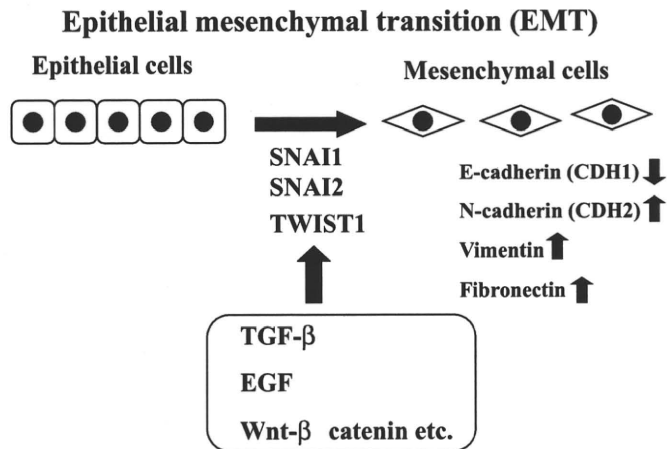 Epithelial mesenchymal transition (EMT)
Epithelial cells
Mesenchymal cells
SNAI1
SNAI2
TWIST1
E-cadherin (CDH1)
N-cadherin (CDH2)
Vimentin
Fibronectin
TGF-β
EGF
Wnt-β catenin etc.